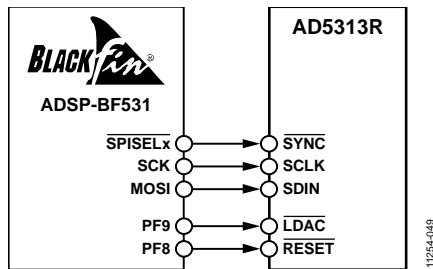 BLACKfin®
ADSP-BF531
AD5313R
SPISELx
SYNC
SCK
SCLK
MOSI
SDIN
PF9
LDAC
PF8
RESET
11254-049